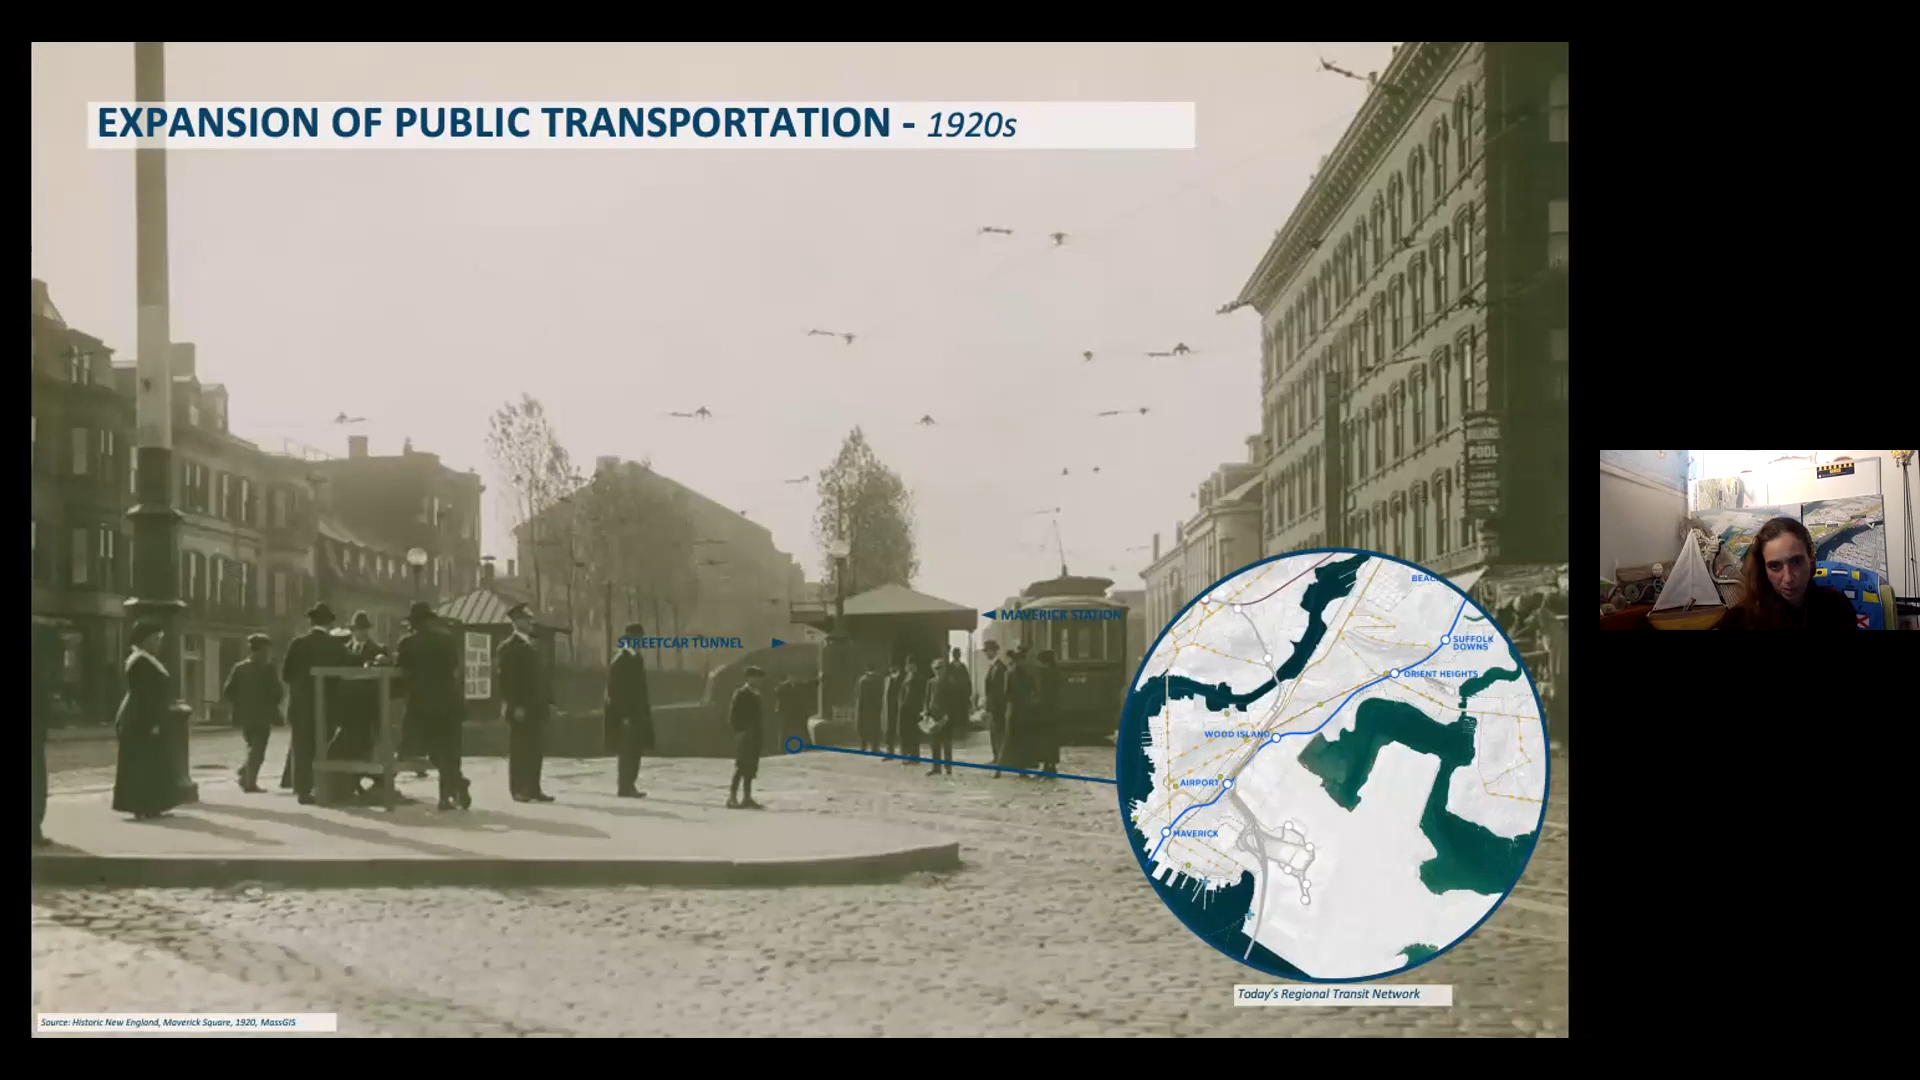 EXPANSION OF PUBLIC TRANSPORTATION - 1920s
POOL
MAVERICK STATION
STREETCAR TUNNEL
SUFFOLK
DOWNS
ORIENT HEIGHTS
WOOD ISLAND
AIRPORT
MAVERICK
Today's Regional Transit Network
Source: Historic New England, Maverick Square, 1920, MassGIS